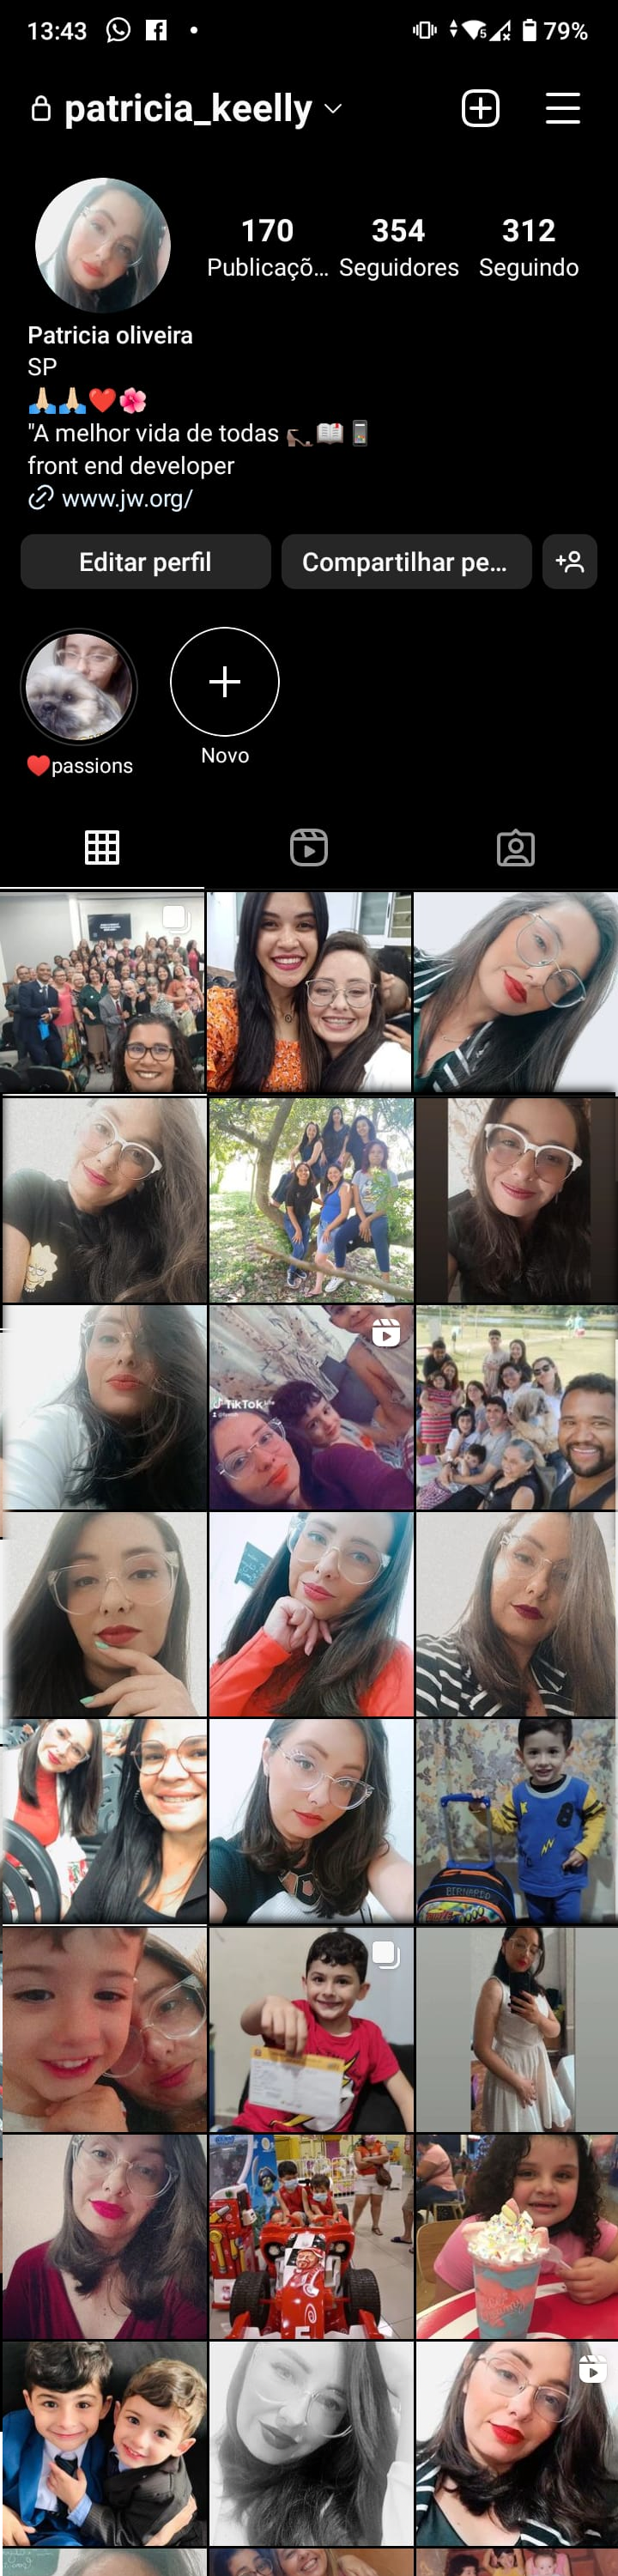 13:43 79%
patricia_keelly
170 354 312
Publicaçõ... Seguidores Seguindo
Patricia oliveira
SP
🙏🏼🙏🏼❤️🌺
"A melhor vida de todas 👡📖📱
front end developer
www.jw.org/
Editar perfil Compartilhar pe...
❤️passions Novo
TikTok
BERNARDO